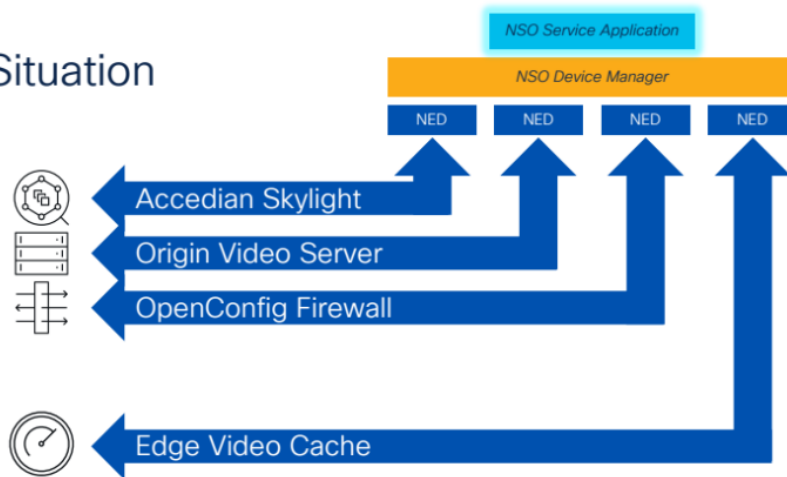 Situation
NSO Service Application
NSO Device Manager
NED NED NED NED
Accedian Skylight
Origin Video Server
OpenConfig Firewall
Edge Video Cache